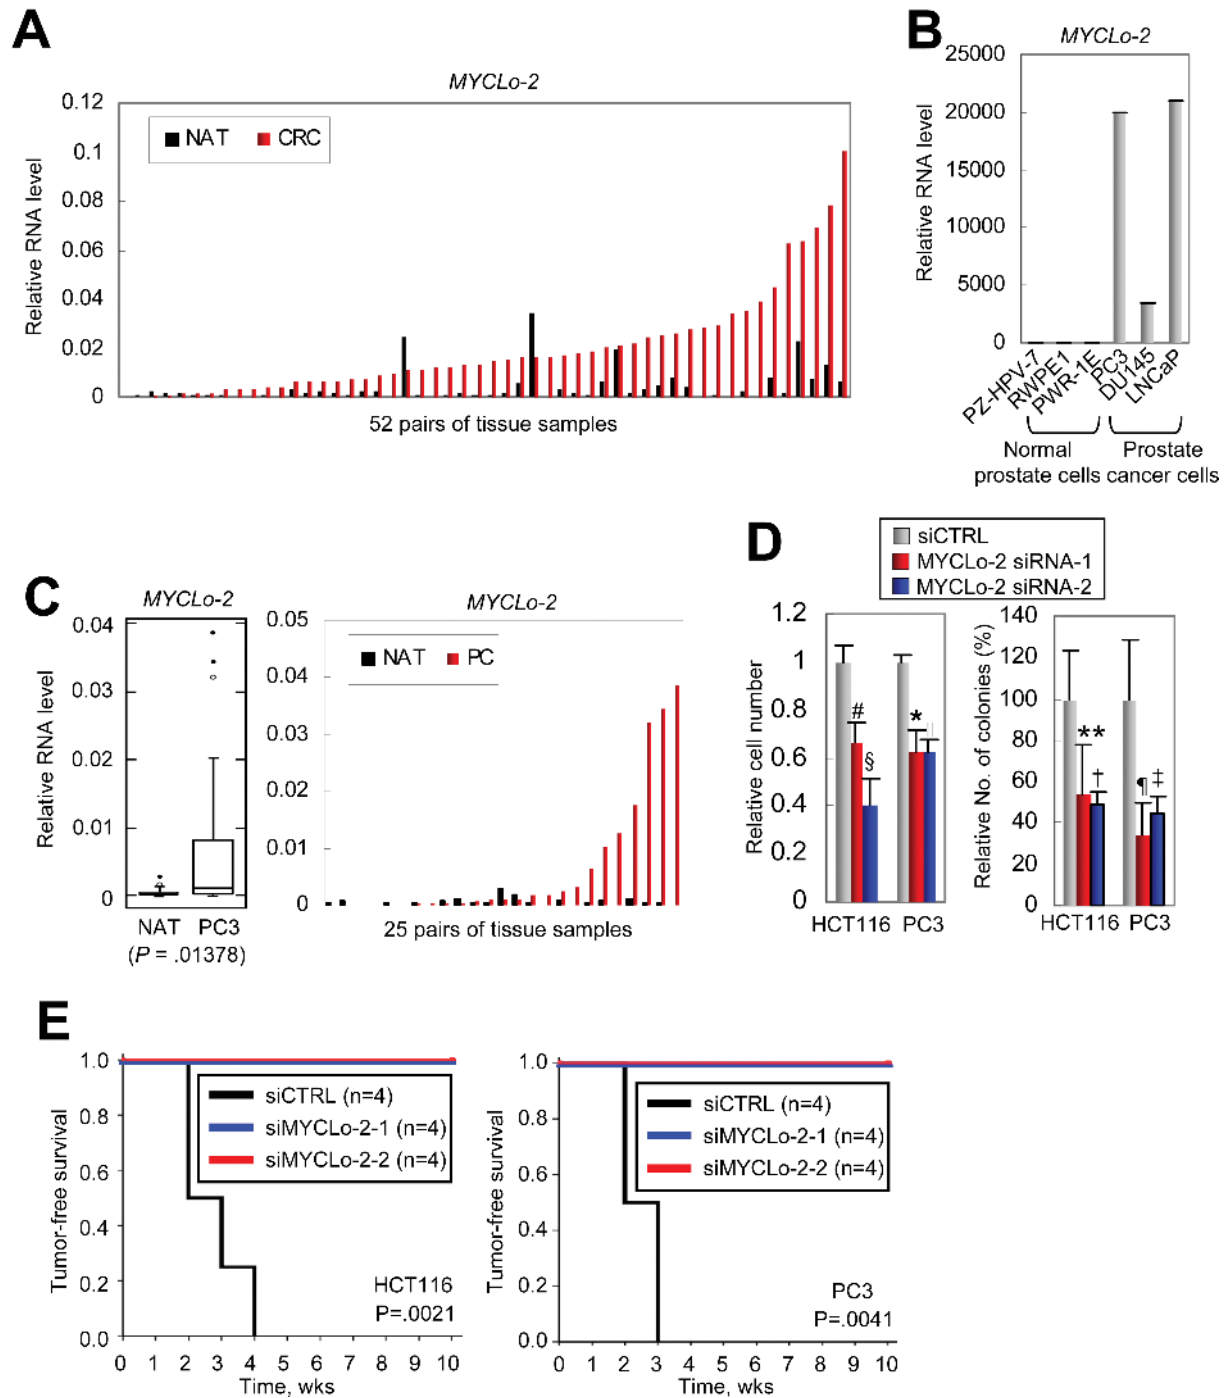 A
MYCLo-2
Relative RNA level
0.12
0.1
0.08
0.06
0.04
0.02
0
NAT CRC
52 pairs of tissue samples
B
MYCLo-2
Relative RNA level
25000
20000
15000
10000
5000
0
PZ-HPV-7
RWPE1
PWR-1E
PC3
DU145
LNCaP
Normal Prostate
prostate cells cancer cells
C
MYCLo-2
Relative RNA level
0.04
0.03
0.02
0.01
0
NAT PC3
(P = .01378)
MYCLo-2
0.05
0.04
0.03
0.02
0.01
0
NAT PC
25 pairs of tissue samples
D
siCTRL
MYCLo-2 siRNA-1
MYCLo-2 siRNA-2
Relative cell number
1.2
1
0.8
0.6
0.4
0.2
0
#
§
*
HCT116 PC3
Relative No. of colonies (%)
140
120
100
80
60
40
20
0
**
†
¶
‡
HCT116 PC3
E
Tumor-free survival
1.0
0.8
0.6
0.4
0.2
0.0
siCTRL (n=4)
siMYCLo-2-1 (n=4)
siMYCLo-2-2 (n=4)
HCT116
P=.0021
0 1 2 3 4 5 6 7 8 9 10
Time, wks
Tumor-free survival
1.0
0.8
0.6
0.4
0.2
0.0
siCTRL (n=4)
siMYCLo-2-1 (n=4)
siMYCLo-2-2 (n=4)
PC3
P=.0041
0 1 2 3 4 5 6 7 8 9 10
Time, wks